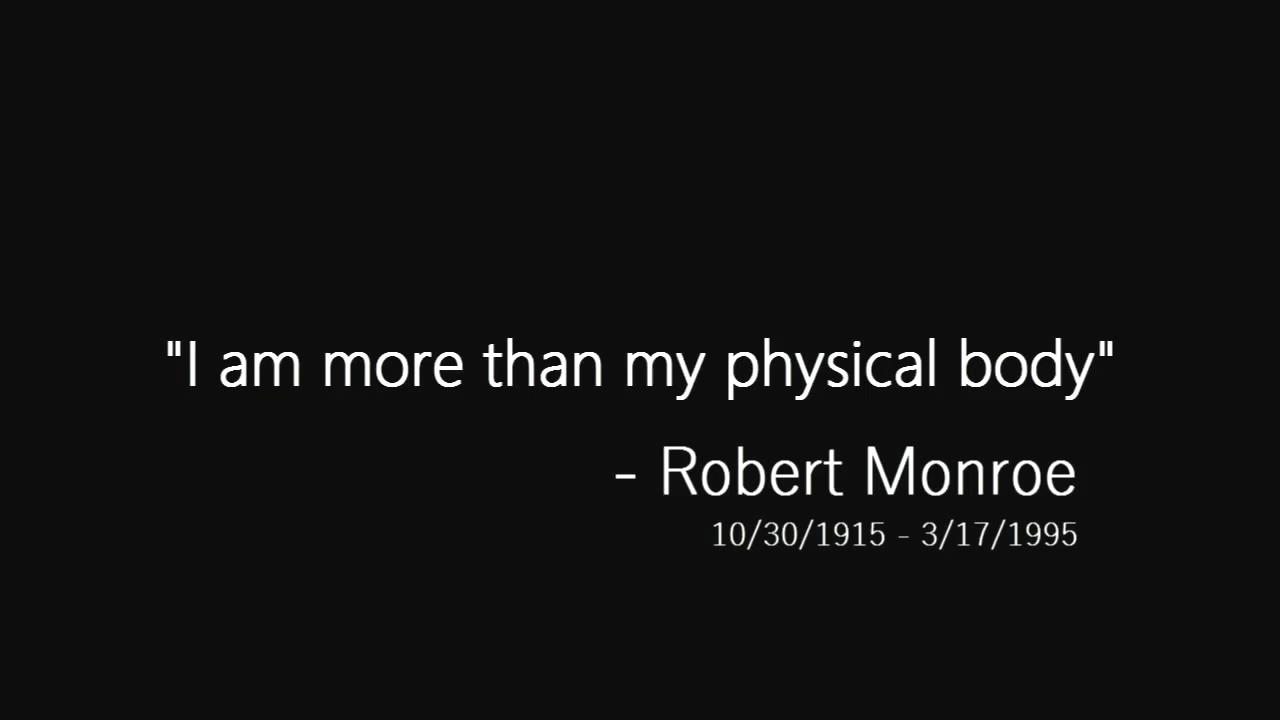 "I am more than my physical body"
- Robert Monroe
10/30/1915 - 3/17/1995